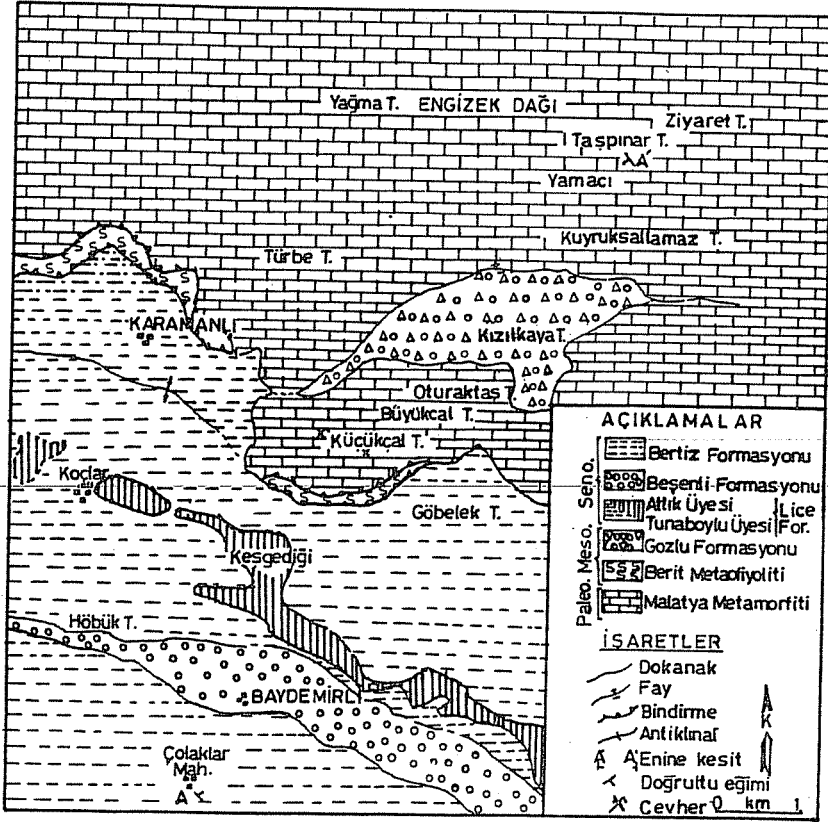 Yağma T. ENGİZEK DAĞI
Ziyaret T.
Taşpınar T.
A'
Yamacı
Kuyruksallamaz T.
Türbe T.
KARAMANLI
Kızılkaya T.
Oturaktaş T.
Büyükçal T.
Küçükçal T.
Koçlar
Göbelek T.
Kesgediği
Höbük T.
BAYDEMİRLİ
Çolaklar
Mah.
A
AÇIKLAMALAR
Seno.
Meso.
Paleo.
Bertiz Formasyonu
Beşenli Formasyonu
Atlık Üyesi
Tunaboylu Üyesi
Lice
For.
Gözlu Formasyonu
Berit Metaofiyoliti
Malatya Metamorfiti
İŞARETLER
Dokanak
Fay
Bindirme
Antiklinal
A A' Enine kesit
Doğrultu eğimi
Cevher
K
0 km 1